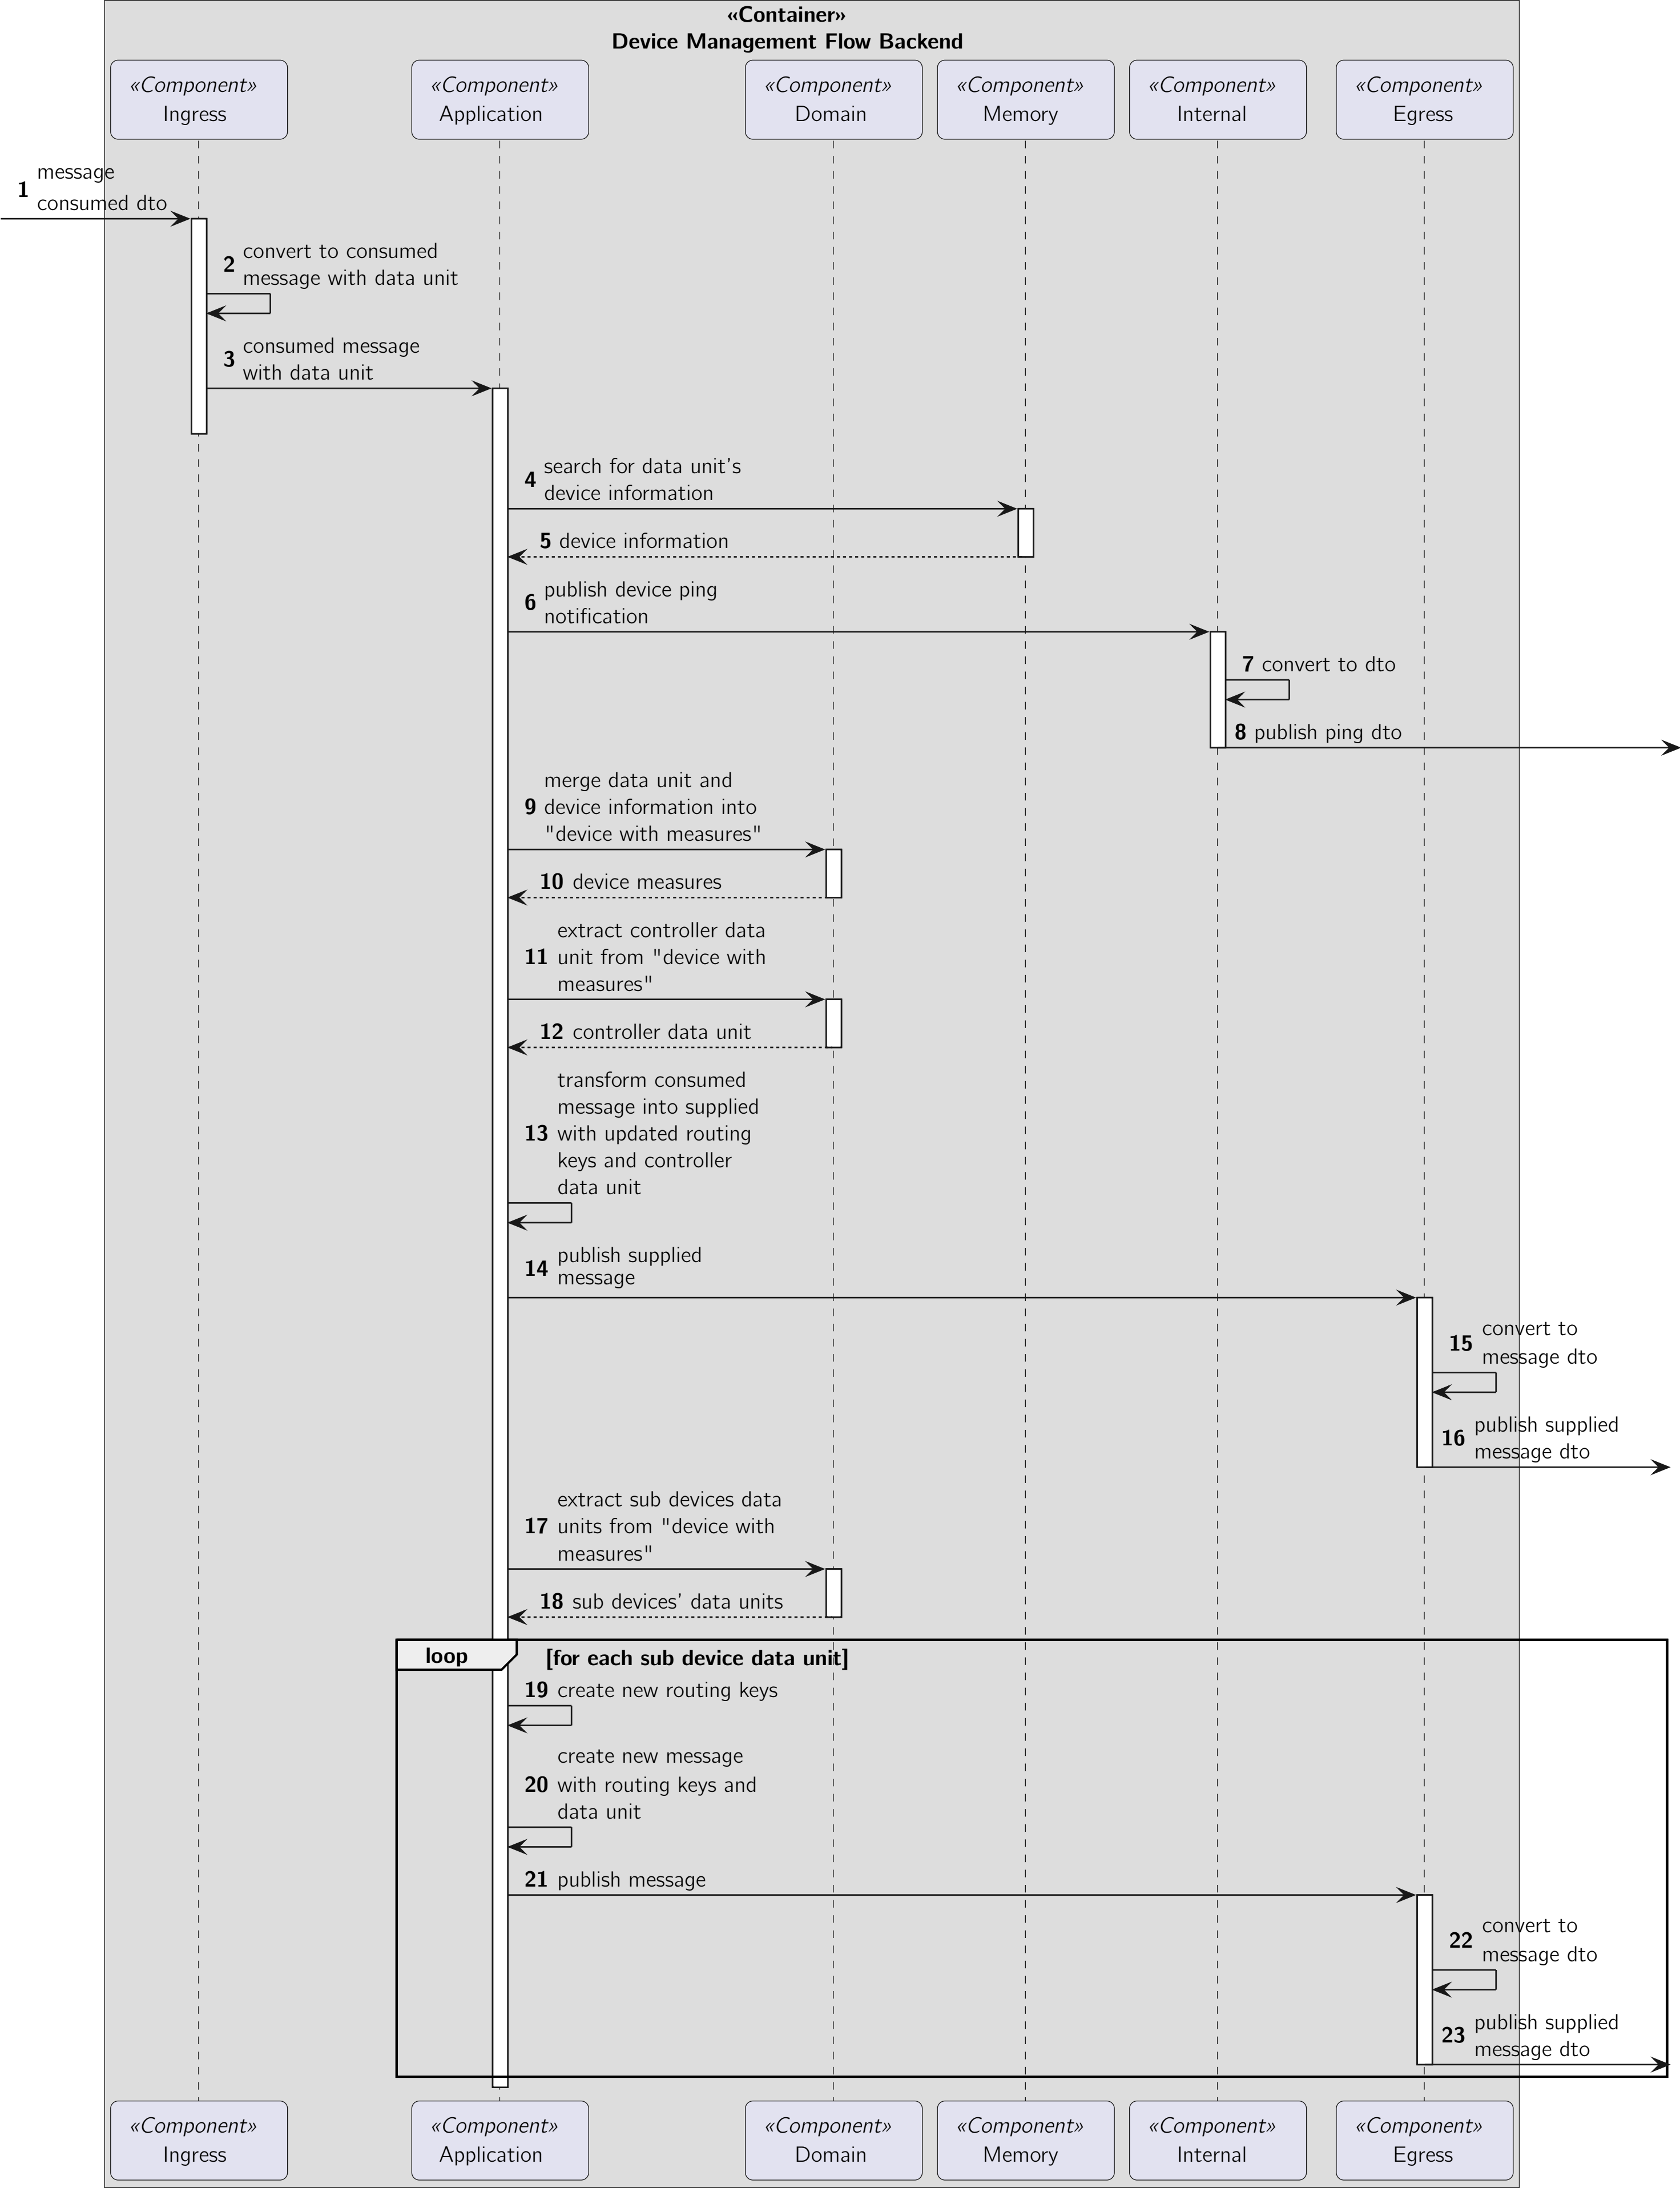 «Container»
Device Management Flow Backend
«Component»
Ingress
«Component»
Application
«Component»
Domain
«Component»
Memory
«Component»
Internal
«Component»
Egress
1 message
consumed dto
2 convert to consumed
message with data unit
3 consumed message
with data unit
4 search for data unit's
device information
5 device information
6 publish device ping
notification
7 convert to dto
8 publish ping dto
merge data unit and
9 device information into
"device with measures"
10 device measures
extract controller data
11 unit from "device with
measures"
12 controller data unit
transform consumed
message into supplied
13 with updated routing
keys and controller
data unit
14 publish supplied
message
15 convert to
message dto
16 publish supplied
message dto
extract sub devices data
17 units from "device with
measures"
18 sub devices' data units
loop [for each sub device data unit]
19 create new routing keys
create new message
20 with routing keys and
data unit
21 publish message
22 convert to
message dto
23 publish supplied
message dto
«Component»
Ingress
«Component»
Application
«Component»
Domain
«Component»
Memory
«Component»
Internal
«Component»
Egress